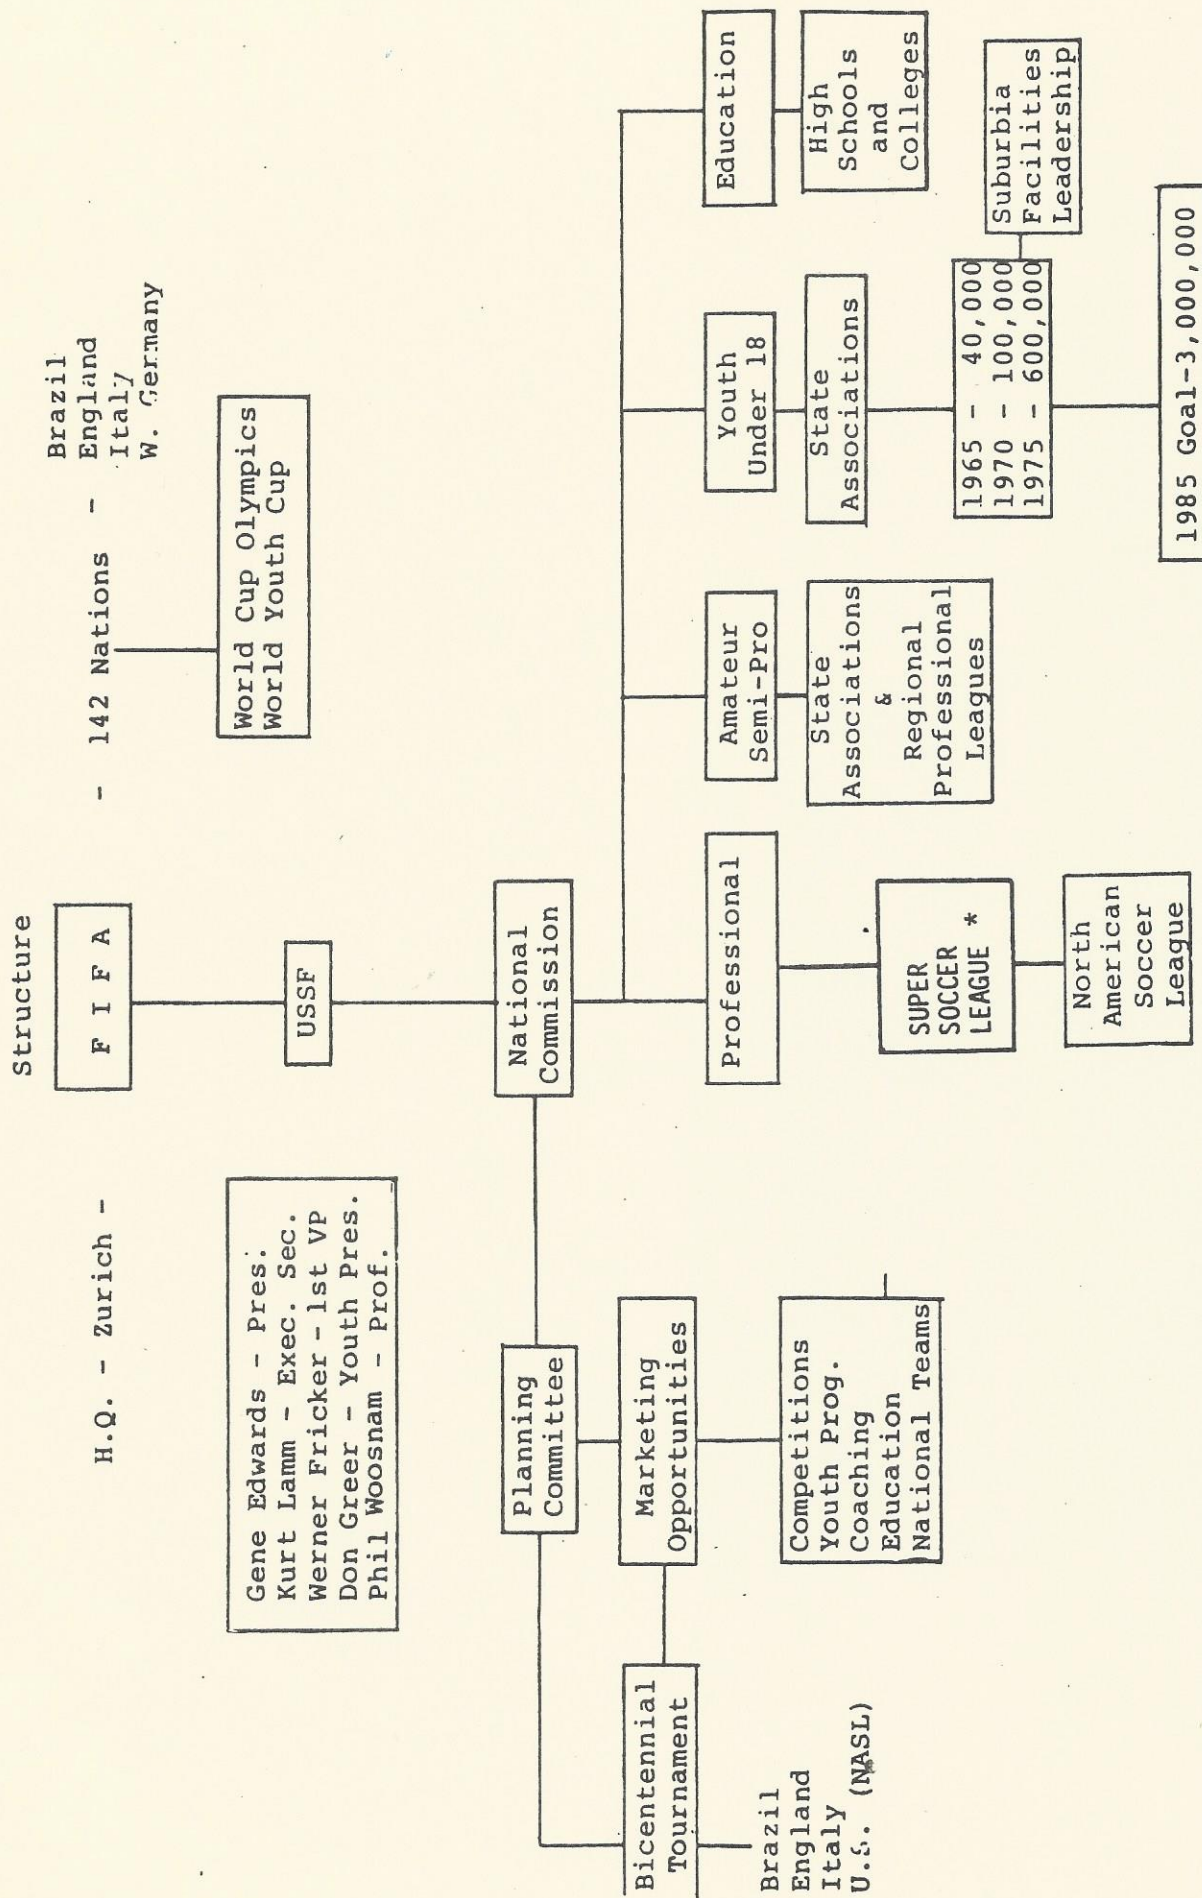 Structure
H.Q. - Zurich -
F I F A
- 142 Nations -
Brazil
England
Italy
W. Germany
World Cup Olympics
World Youth Cup
Gene Edwards - Pres.
Kurt Lamm - Exec. Sec.
Werner Fricker - 1st VP
Don Greer - Youth Pres.
Phil Woosnam - Prof.
USSF
National
Commission
Planning
Committee
Bicentennial
Tournament
Brazil
England
Italy
U.S. (NASL)
Marketing
Opportunities
Competitions
Youth Prog.
Coaching
Education
National Teams
Professional
SUPER
SOCCER
LEAGUE *
North
American
Soccer
League
Amateur
Semi-Pro
State
Associations
&
Regional
Professional
Leagues
Youth
Under 18
State
Associations
1965 - 40,000
1970 - 100,000
1975 - 600,000
Suburbia
Facilities
Leadership
1985 Goal-3,000,000
Education
High
Schools
and
Colleges